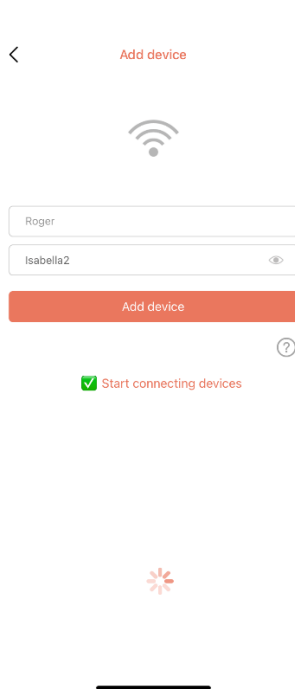 Add device
Roger
Isabella2
Add device
?
✅ Start connecting devices